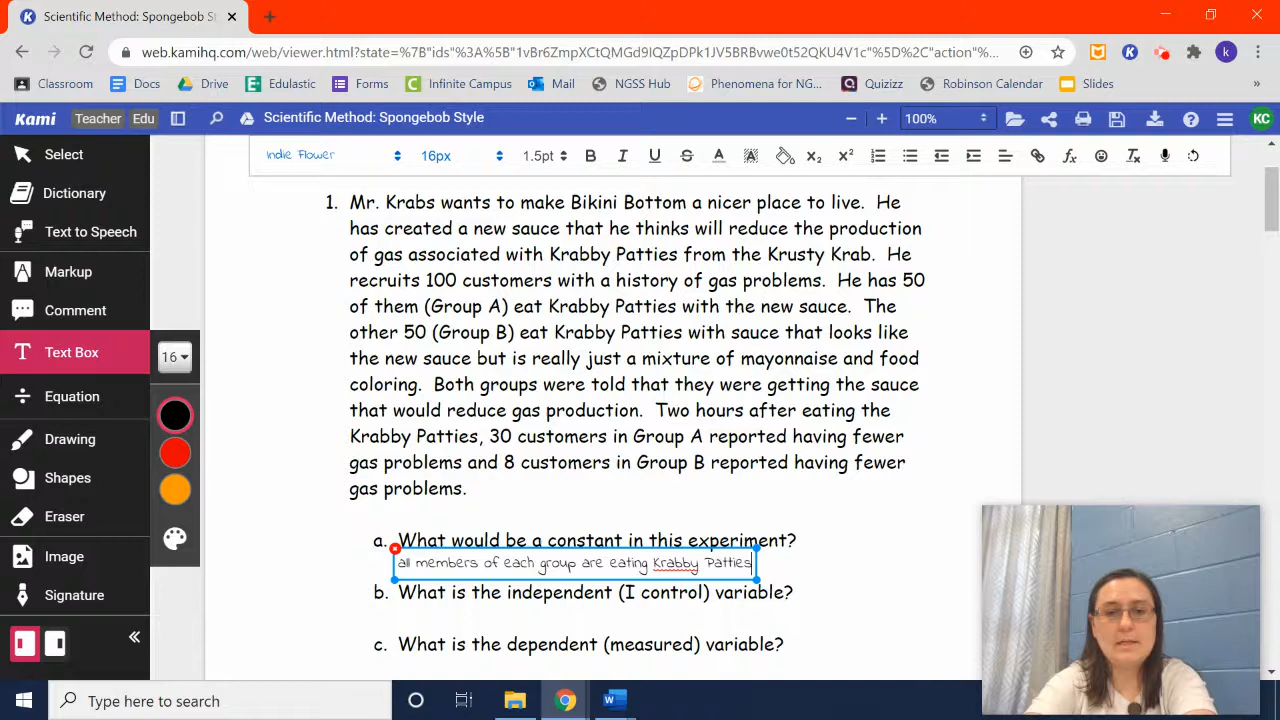 Scientific Method: Spongebob St
web.kamihq.com/web/viewer.html?state=%7B"ids"%3A%5B"1vBr6ZmpXCtQMGd9IQZpDPk1JV5BRBvwe0t52QKU4V1c"%5D%2C"action"%...
Classroom Docs Drive Edulastic Forms Infinite Campus Mail NGSS Hub Phenomena for NG... Quizizz Robinson Calendar Slides »
Kami Teacher Edu Scientific Method: Spongebob Style 100% KC
Indie Flower 16px 1.5pt B I U S A A x₂ x² fx
Select
Dictionary
Text to Speech
Markup
Comment
Text Box
16
Equation
Drawing
Shapes
Eraser
Image
Signature
1. Mr. Krabs wants to make Bikini Bottom a nicer place to live. He
has created a new sauce that he thinks will reduce the production
of gas associated with Krabby Patties from the Krusty Krab. He
recruits 100 customers with a history of gas problems. He has 50
of them (Group A) eat Krabby Patties with the new sauce. The
other 50 (Group B) eat Krabby Patties with sauce that looks like
the new sauce but is really just a mixture of mayonnaise and food
coloring. Both groups were told that they were getting the sauce
that would reduce gas production. Two hours after eating the
Krabby Patties, 30 customers in Group A reported having fewer
gas problems and 8 customers in Group B reported having fewer
gas problems.
a. What would be a constant in this experiment?
all members of each group are eating Krabby Patties
b. What is the independent (I control) variable?
c. What is the dependent (measured) variable?
Type here to search